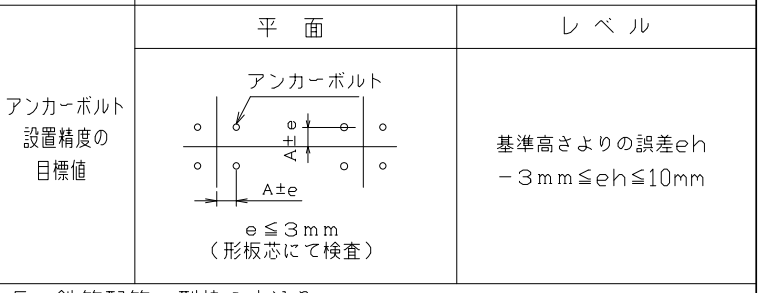 平面
レベル
アンカーボルト
設置精度の
目標値
アンカーボルト
A±e
A±e
e≦3mm
(形板芯にて検査)
基準高さよりの誤差eh
-3mm≦eh≦10mm